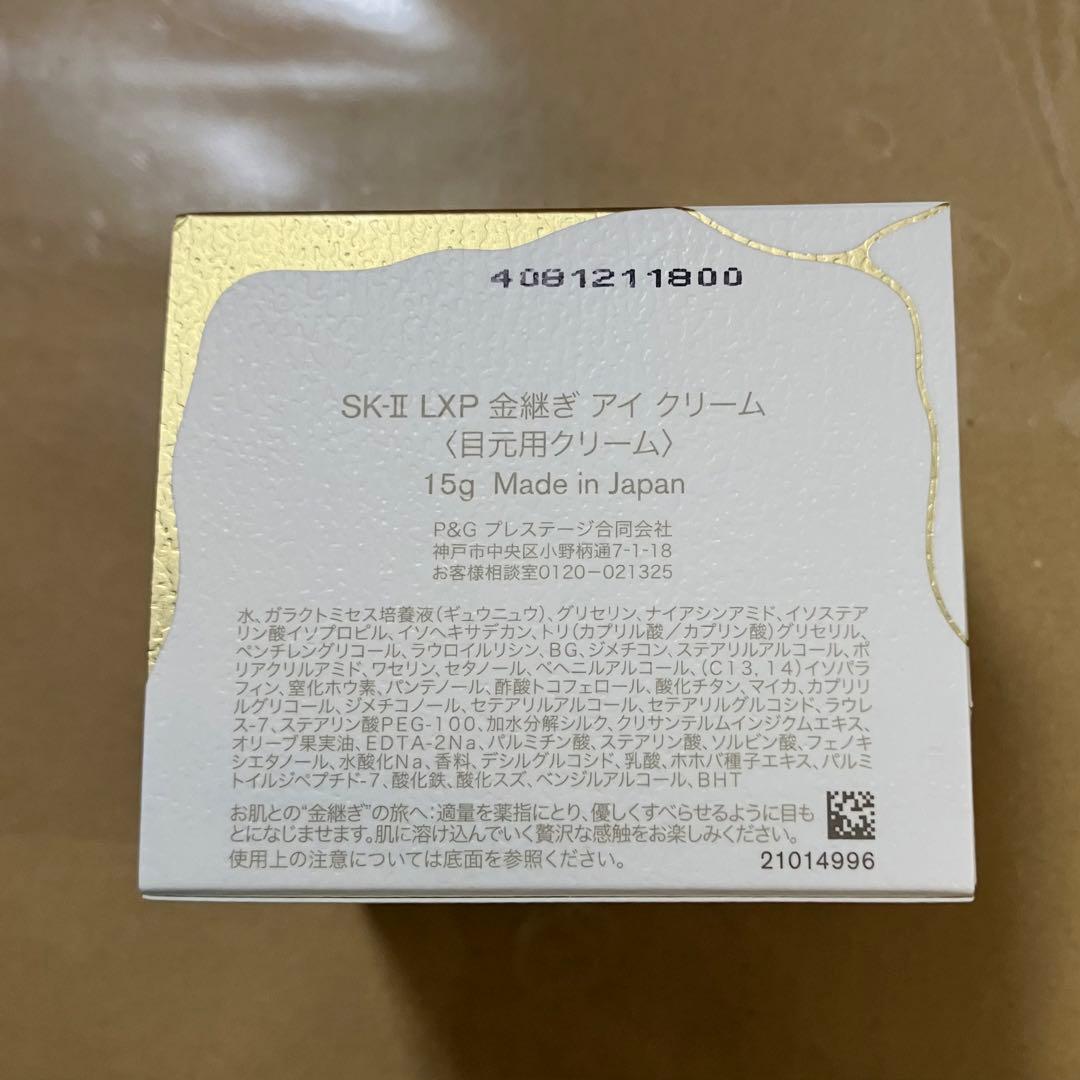 4081211800
SK-II LXP 金継ぎ アイ クリーム
〈目元用クリーム〉
15g Made in Japan
P&G プレステージ合同会社
神戸市中央区小野柄通7-1-18
お客様相談室0120-021325
水、ガラクトミセス培養液(ギュウニュウ)、グリセリン、ナイアシンアミド、イソステア
リン酸イソプロピル、イソヘキサデカン、トリ(カプリル酸/カプリン酸)グリセリル、
ペンチレングリコール、ラウロイルリシン、BG、ジメチコン、ステアリルアルコール、ポ
リアクリルアミド、ワセリン、セタノール、ベヘニルアルコール、(C13, 14)イソパラ
フィン、窒化ホウ素、パンテノール、酢酸トコフェロール、酸化チタン、マイカ、カプリリ
ルグリコール、ジメチコノール、セテアリルアルコール、セテアリルグルコシド、ラウレ
ス-7、ステアリン酸PEG-100、加水分解シルク、クリサンテルムインジクムエキス、
オリーブ果実油、EDTA-2Na、パルミチン酸、ステアリン酸、ソルビン酸、フェノキ
シエタノール、水酸化Na、香料、デシルグルコシド、乳酸、ホホバ種子エキス、パルミ
トイルジペプチド-7、酸化鉄、酸化スズ、ベンジルアルコール、BHT
お肌との“金継ぎ”の旅へ:適量を薬指にとり、優しくすべらせるように目も
とになじませます。肌に溶け込んでいく贅沢な感触をお楽しみください。
使用上の注意については底面を参照ください。
21014996